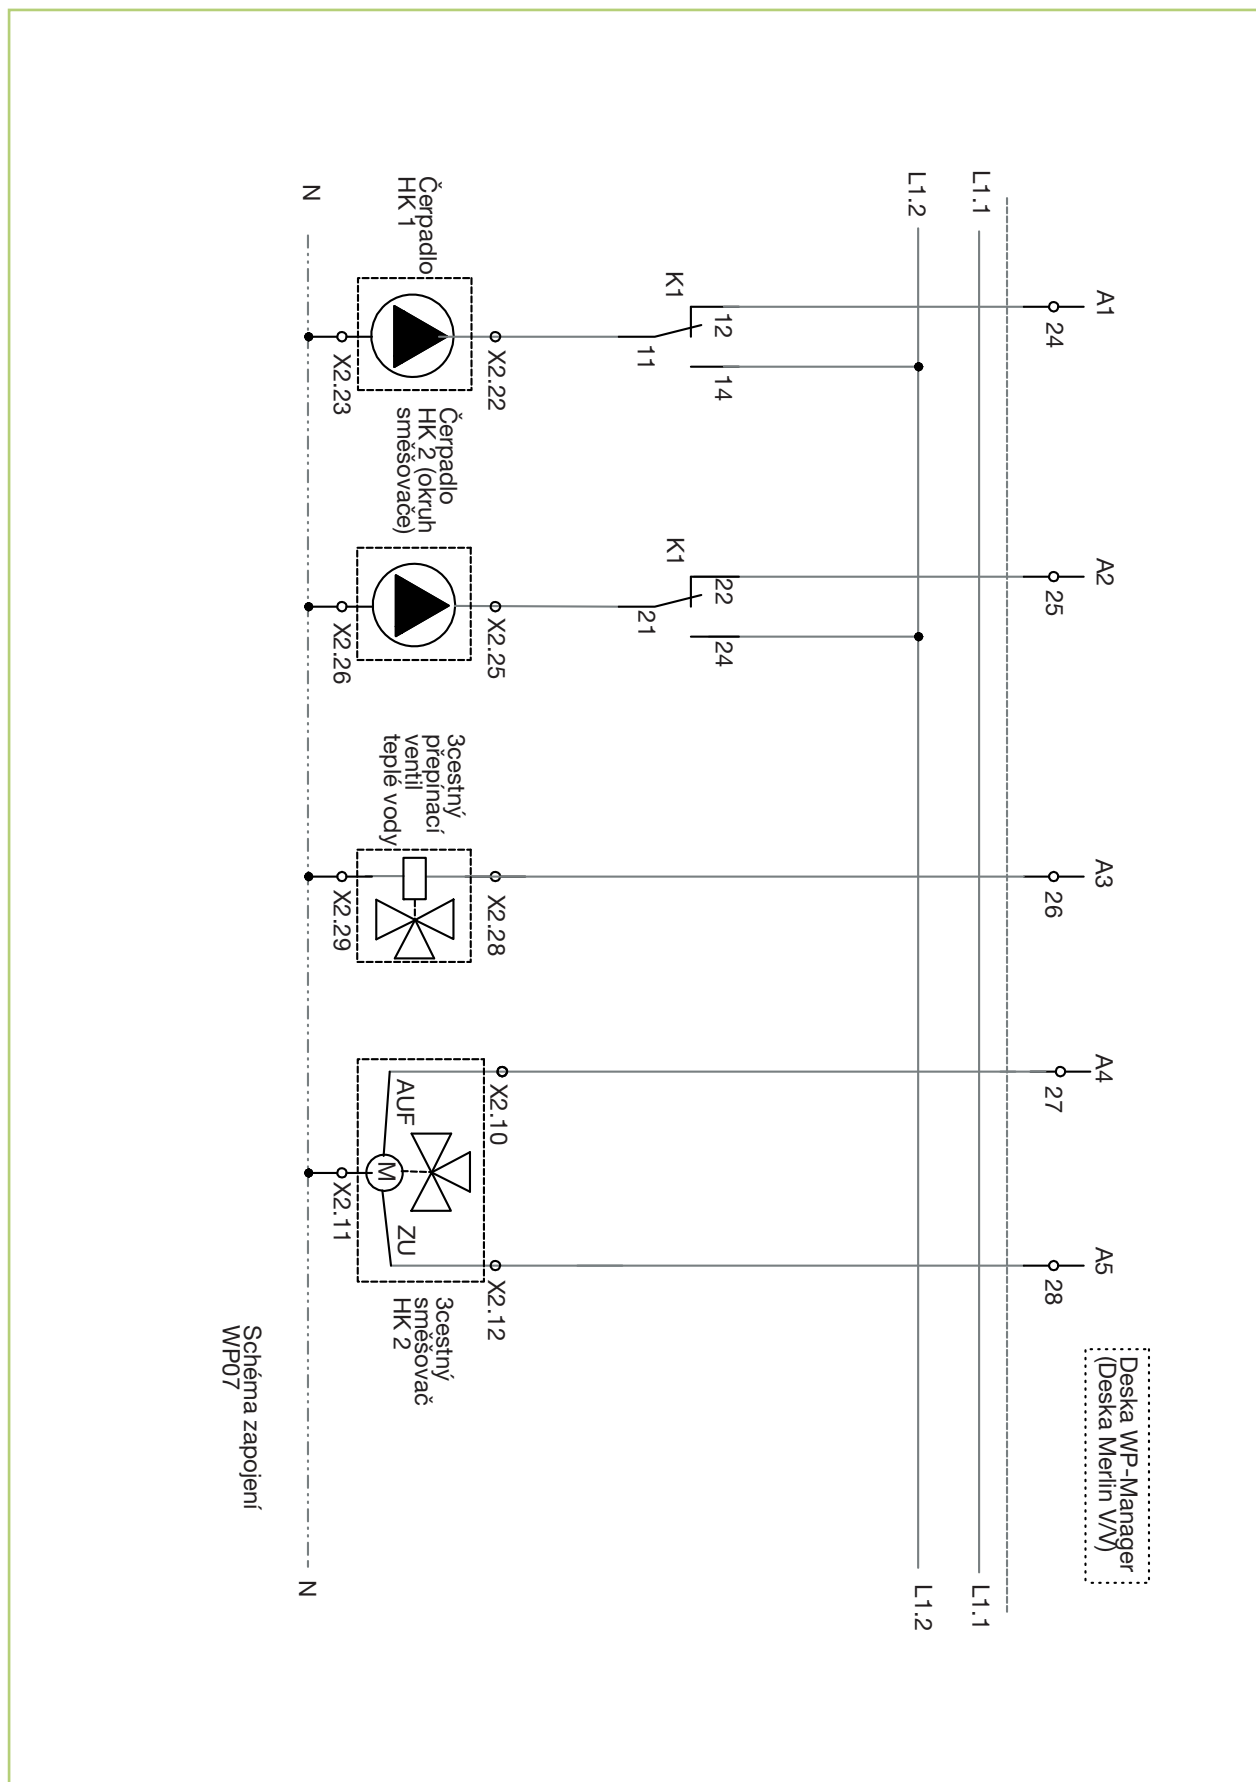 Deska WP-Manager
(Deska Merlin V/V)
A1
A2
A3
A4
A5
24
25
26
27
28
L1.1
L1.1
L1.2
L1.2
K1
12
14
11
K1
22
24
21
X2.22
X2.25
X2.28
X2.10
X2.12
Čerpadlo
HK 1
Čerpadlo
HK 2 (okruh
směšovače)
3cestný
přepínací
ventil
teplé vody
AUF
M
ZU
3cestný
směšovač
HK 2
X2.23
X2.26
X2.29
X2.11
N
N
Schéma zapojení
WP07